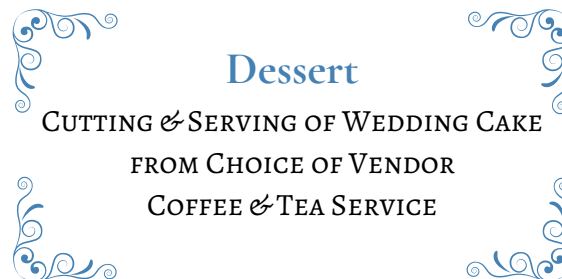 Dessert
Cutting & Serving of Wedding Cake
from Choice of Vendor
Coffee & Tea Service